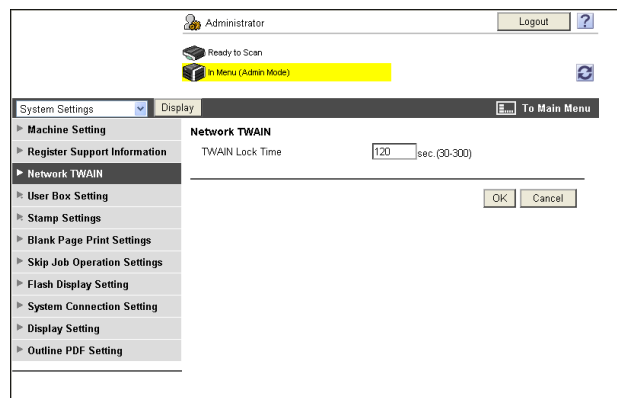 Administrator
Logout
?
Ready to Scan
In Menu (Admin Mode)
System Settings
Display
To Main Menu
Machine Setting
Register Support Information
Network TWAIN
User Box Setting
Stamp Settings
Blank Page Print Settings
Skip Job Operation Settings
Flash Display Setting
System Connection Setting
Display Setting
Outline PDF Setting
Network TWAIN
TWAIN Lock Time 120 sec.(30-300)
OK Cancel